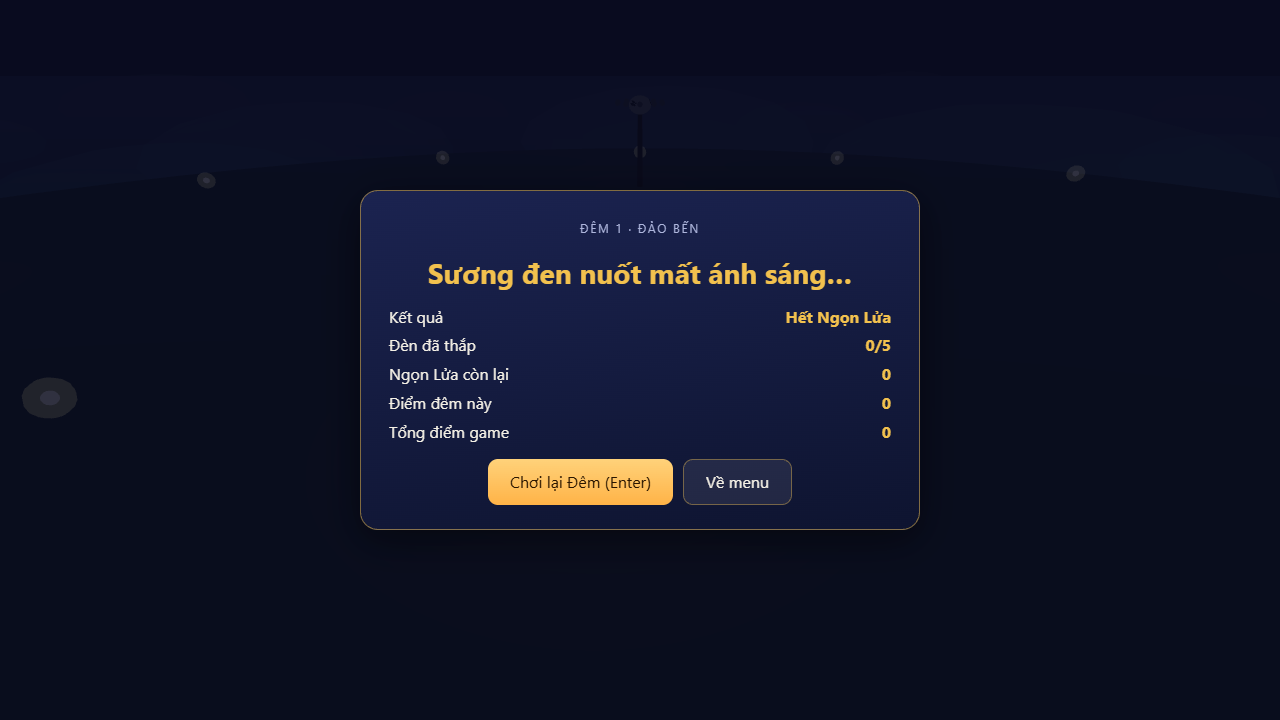 ĐÊM 1 · ĐẢO BẾN
Sương đen nuốt mất ánh sáng...
Kết quả Hết Ngọn Lửa
Đèn đã thắp 0/5
Ngọn Lửa còn lại 0
Điểm đêm này 0
Tổng điểm game 0
Chơi lại Đêm (Enter) Về menu